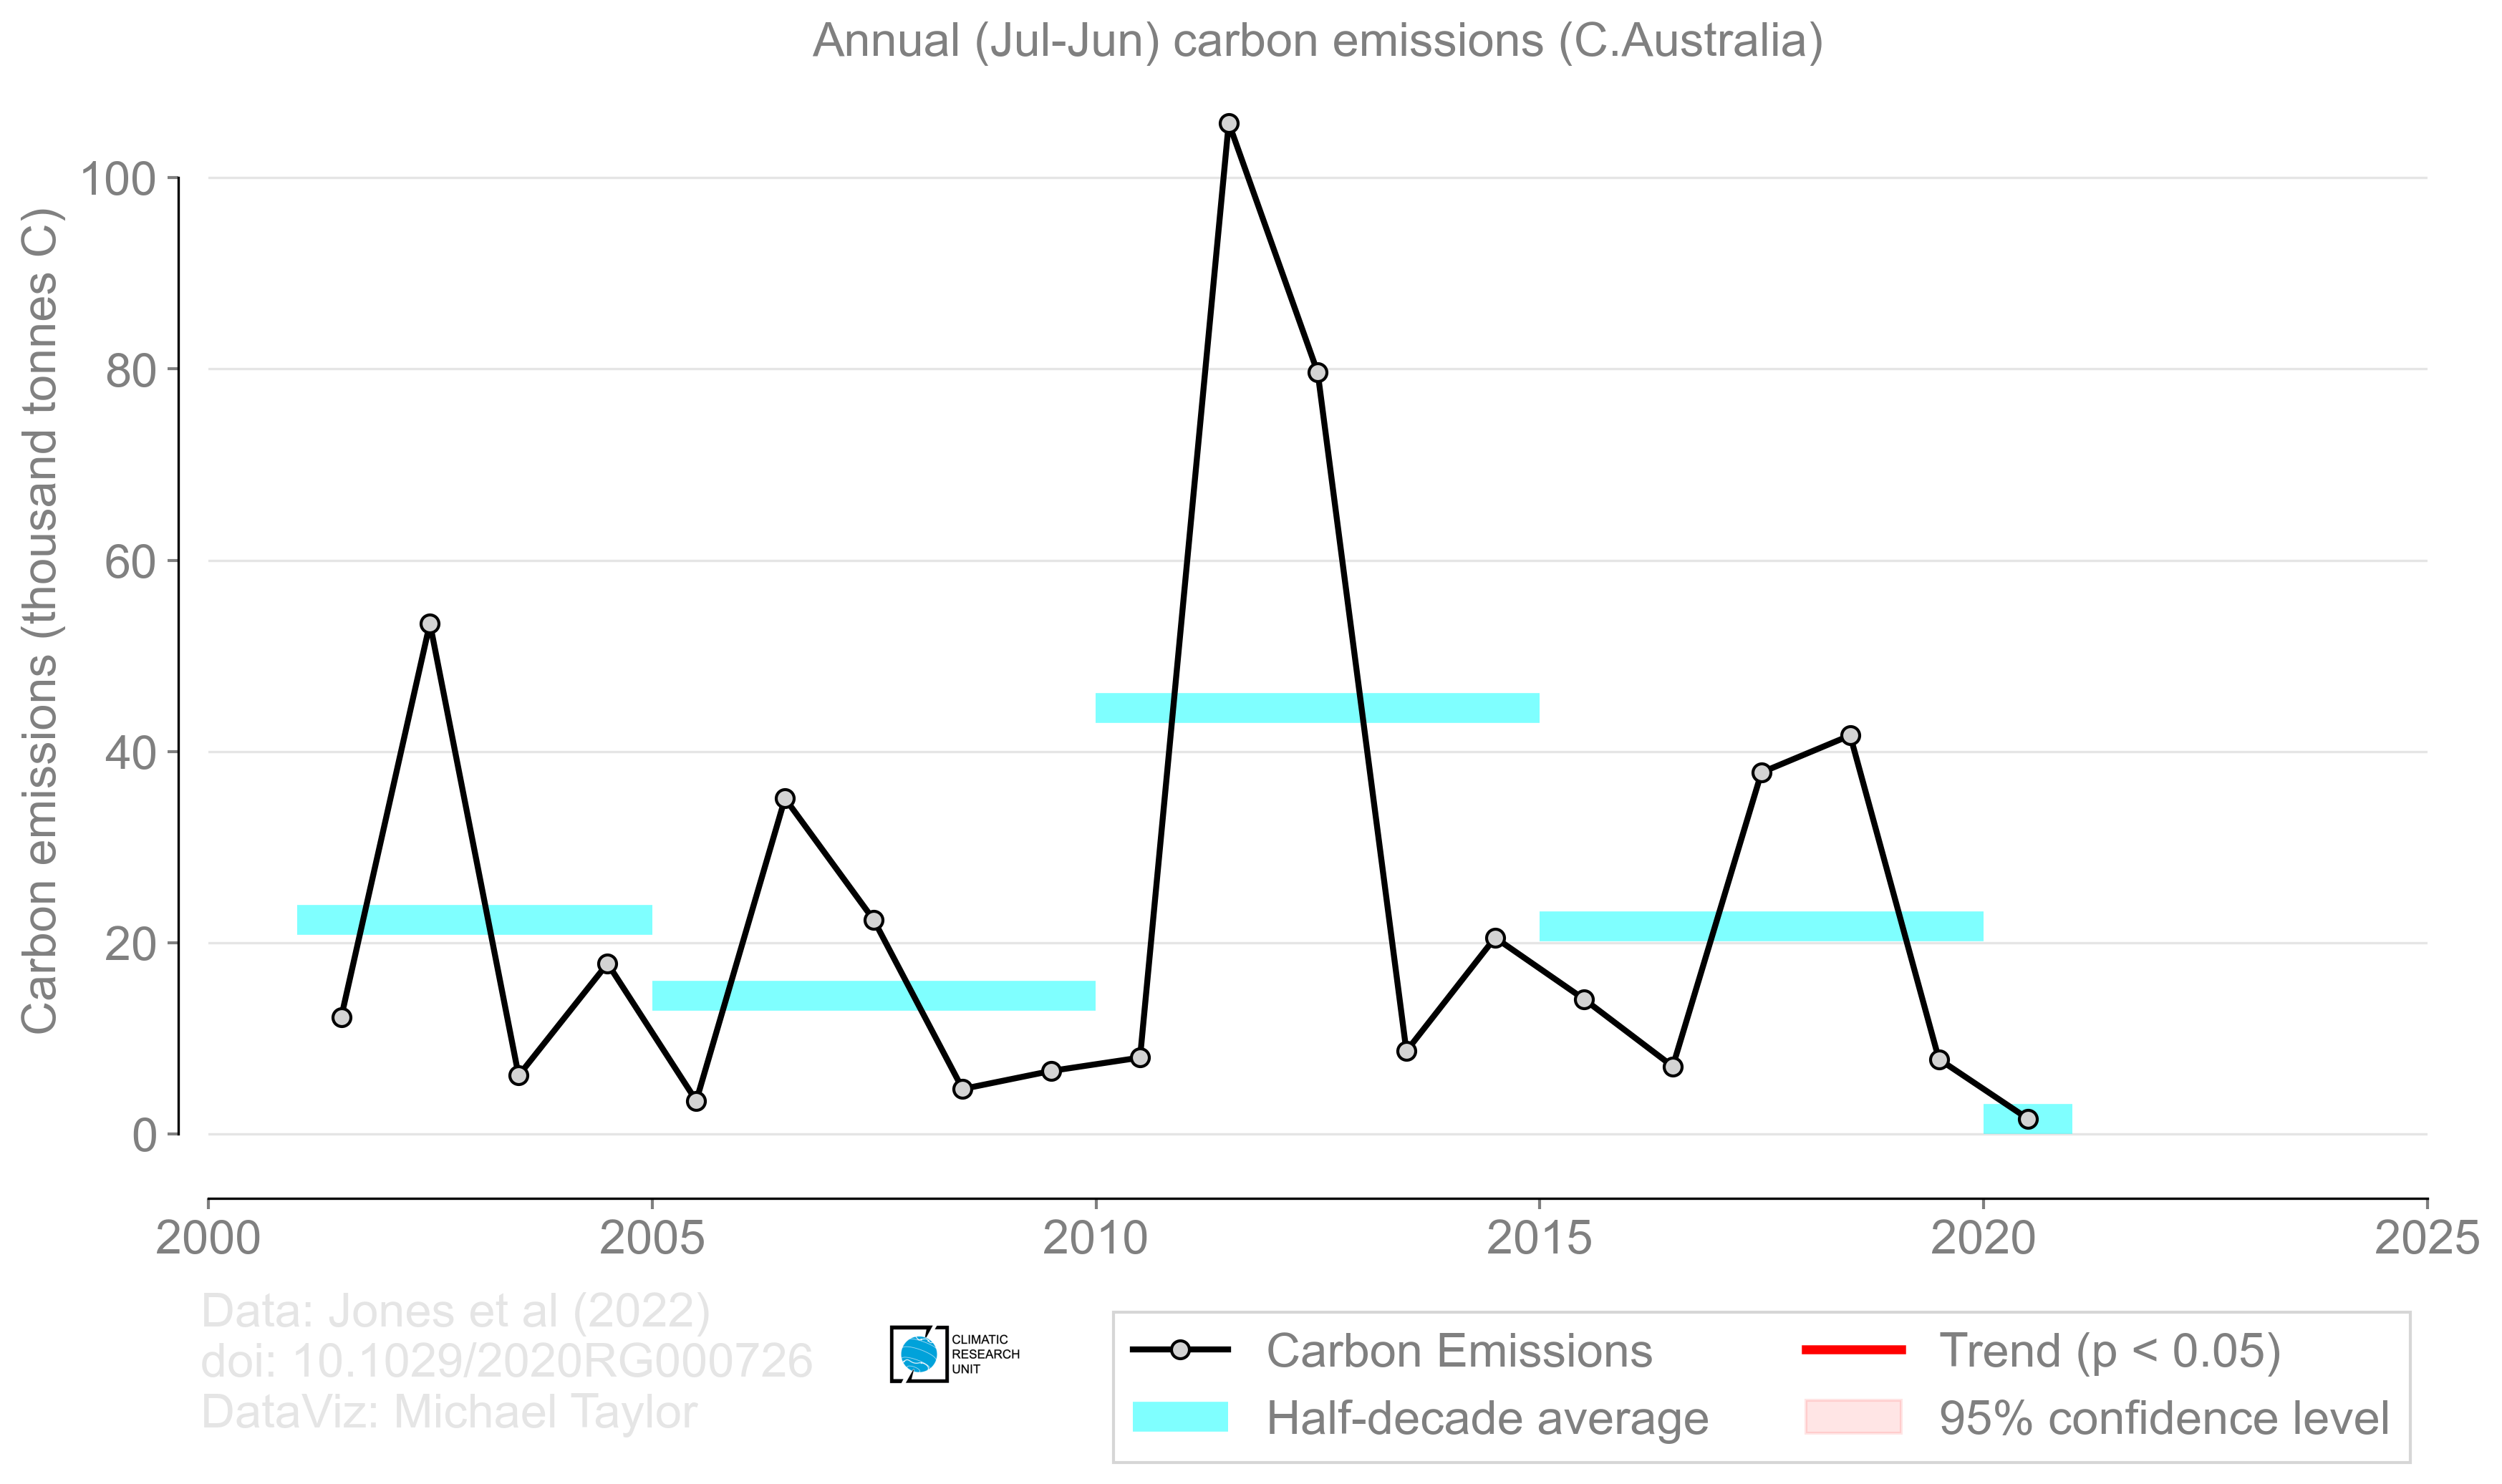 Annual (Jul-Jun) carbon emissions (C.Australia)
Carbon emissions (thousand tonnes C)
100
80
60
40
20
0
2000 2005 2010 2015 2020 2025
Data: Jones et al (2022)
doi: 10.1029/2020RG000726
DataViz: Michael Taylor
CLIMATIC
RESEARCH
UNIT
Carbon Emissions
Half-decade average
Trend (p < 0.05)
95% confidence level